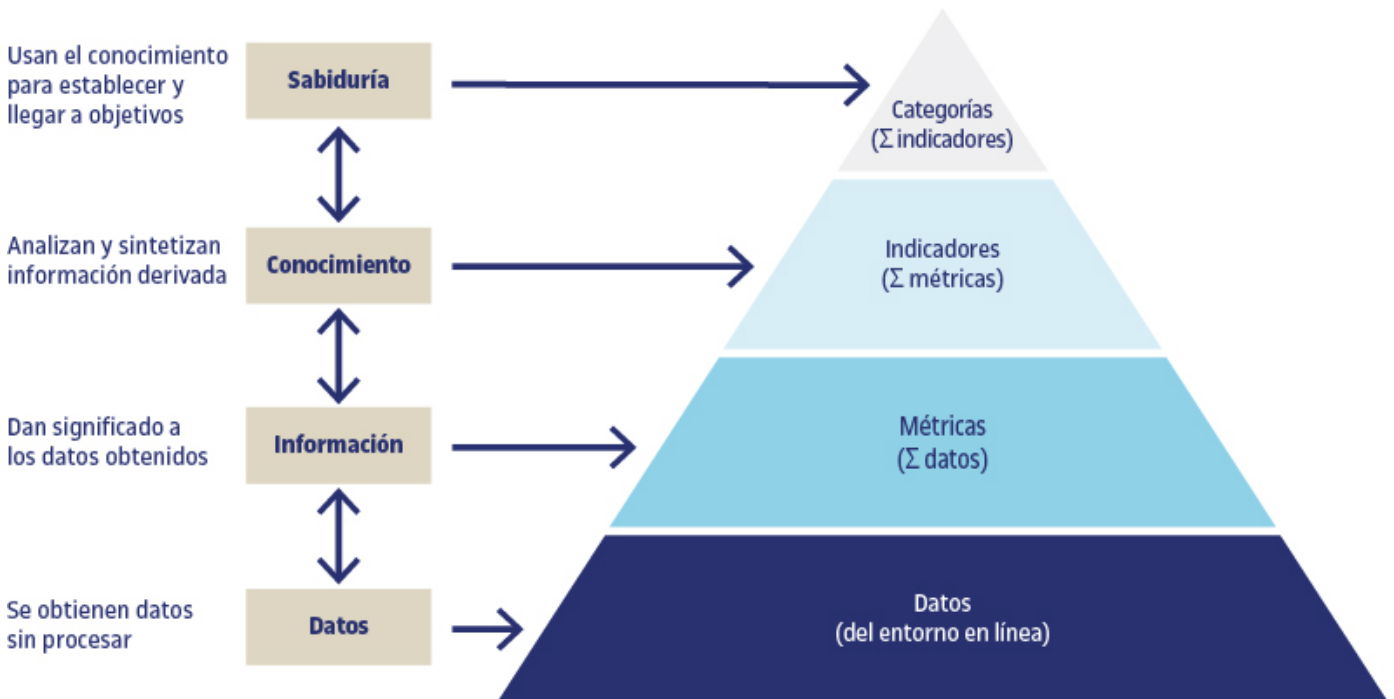 Usan el conocimiento
para establecer y
llegar a objetivos
Sabiduría
Categorías
(Σ indicadores)
Analizan y sintetizan
información derivada
Conocimiento
Indicadores
(Σ métricas)
Dan significado a
los datos obtenidos
Información
Métricas
(Σ datos)
Se obtienen datos
sin procesar
Datos
Datos
(del entorno en línea)